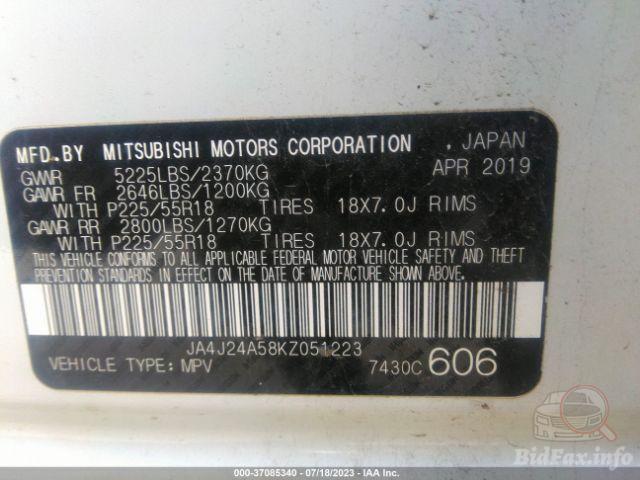 MFD.BY MITSUBISHI MOTORS CORPORATION , JAPAN
GVWR 5225LBS/2370KG APR 2019
GAWR FR 2646LBS/1200KG
WITH P225/55R18 TIRES 18X7.0J RIMS
GAWR RR 2800LBS/1270KG
WITH P225/55R18 TIRES 18X7.0J RIMS
THIS VEHICLE CONFORMS TO ALL APPLICABLE FEDERAL MOTOR VEHICLE SAFETY AND THEFT
PREVENTION STANDARDS IN EFFECT ON THE DATE OF MANUFACTURE SHOWN ABOVE.
JA4J24A58KZ051223
VEHICLE TYPE: MPV 7430C 606
BidFax.info
000-37085340 / 07/18/2023 - IAA Inc.